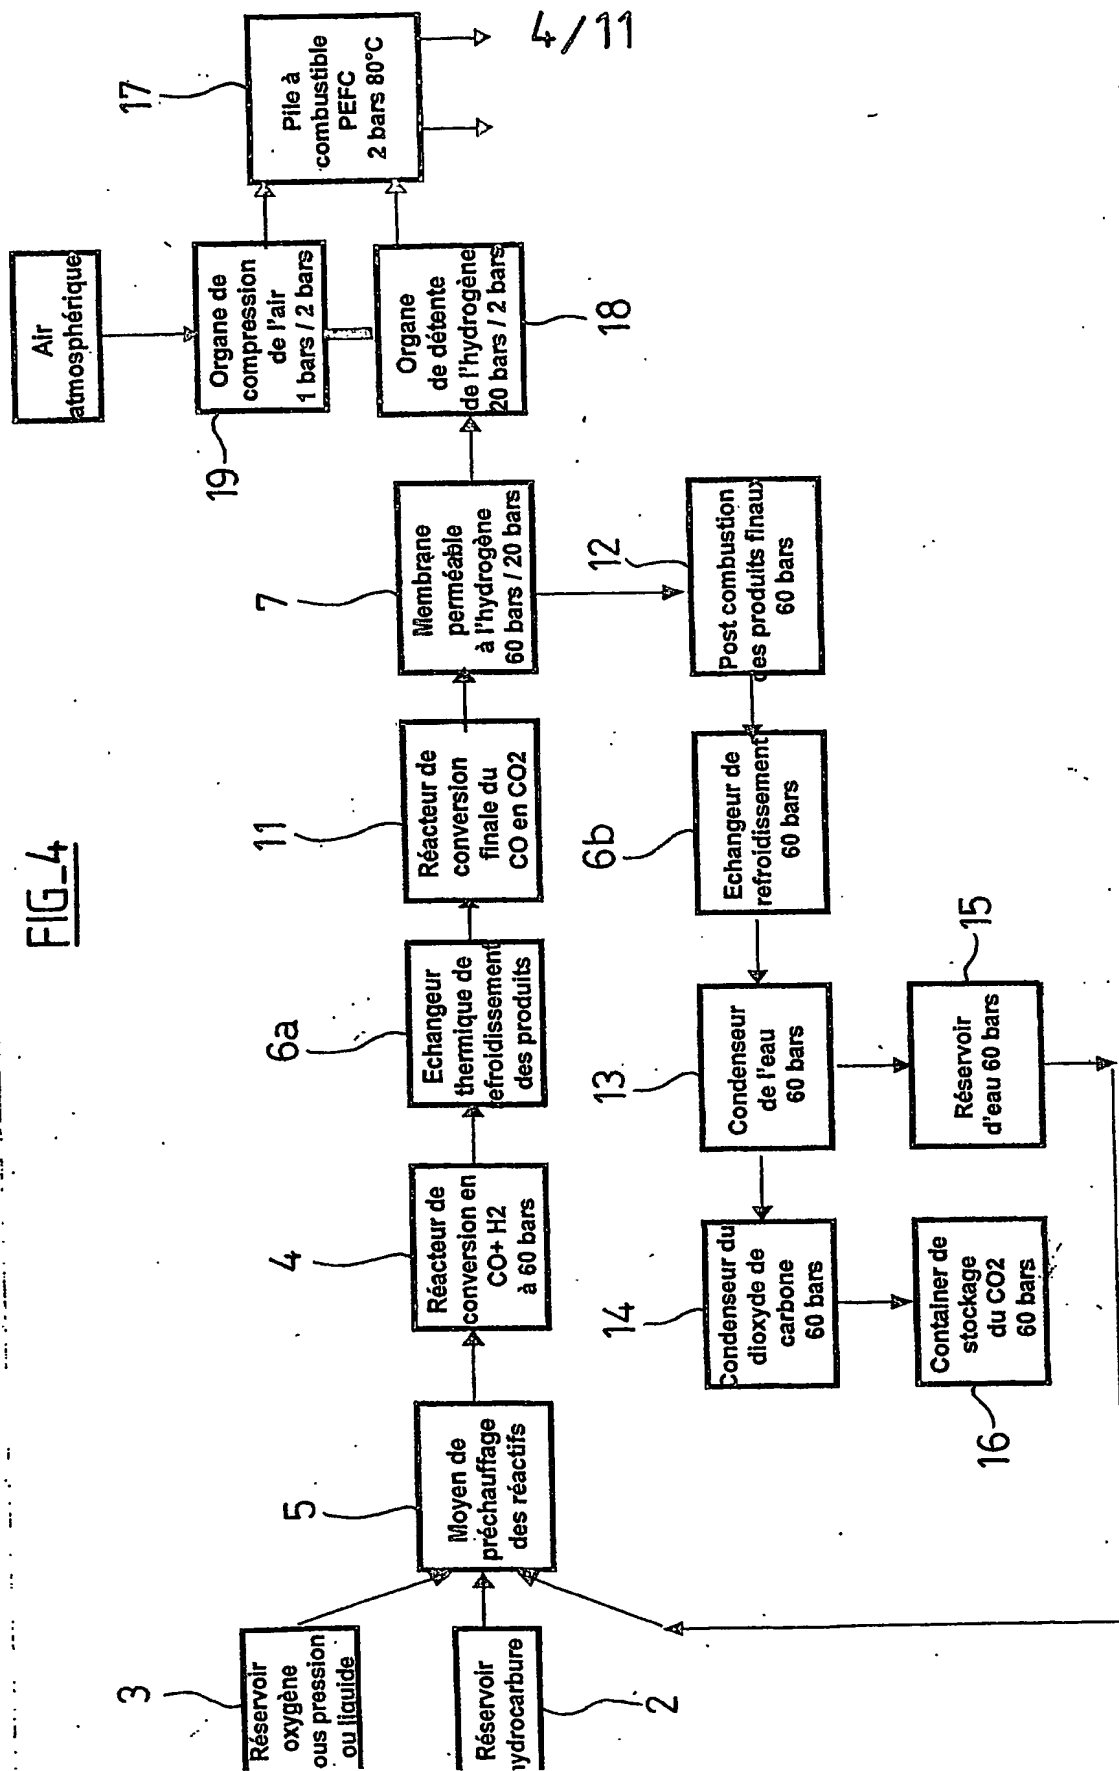 4/11
FIG_4
3
Réservoir
oxygène
ous pression
ou liquide
2
Réservoir
hydrocarbure
5
Moyen de
préchauffage
des réactifs
4
Réacteur de
conversion en
CO+ H2
à 60 bars
6a
Echangeur
thermique de
refroidissement
des produits
11
Réacteur de
conversion
finale du
CO en CO2
7
Membrane
perméable
à l'hydrogène
60 bars / 20 bars
Air
atmosphérique
19
Organe de
compression
de l'air
1 bars / 2 bars
18
Organe
de détente
de l'hydrogène
20 bars / 2 bars
17
Pile à
combustible
PEFC
2 bars 80°C
12
Post combustion
des produits finaux
60 bars
6b
Echangeur de
refroidissement
60 bars
13
Condenseur
de l'eau
60 bars
14
Condenseur du
dioxyde de
carbone
60 bars
15
Réservoir
d'eau 60 bars
16
Container de
stockage
du CO2
60 bars